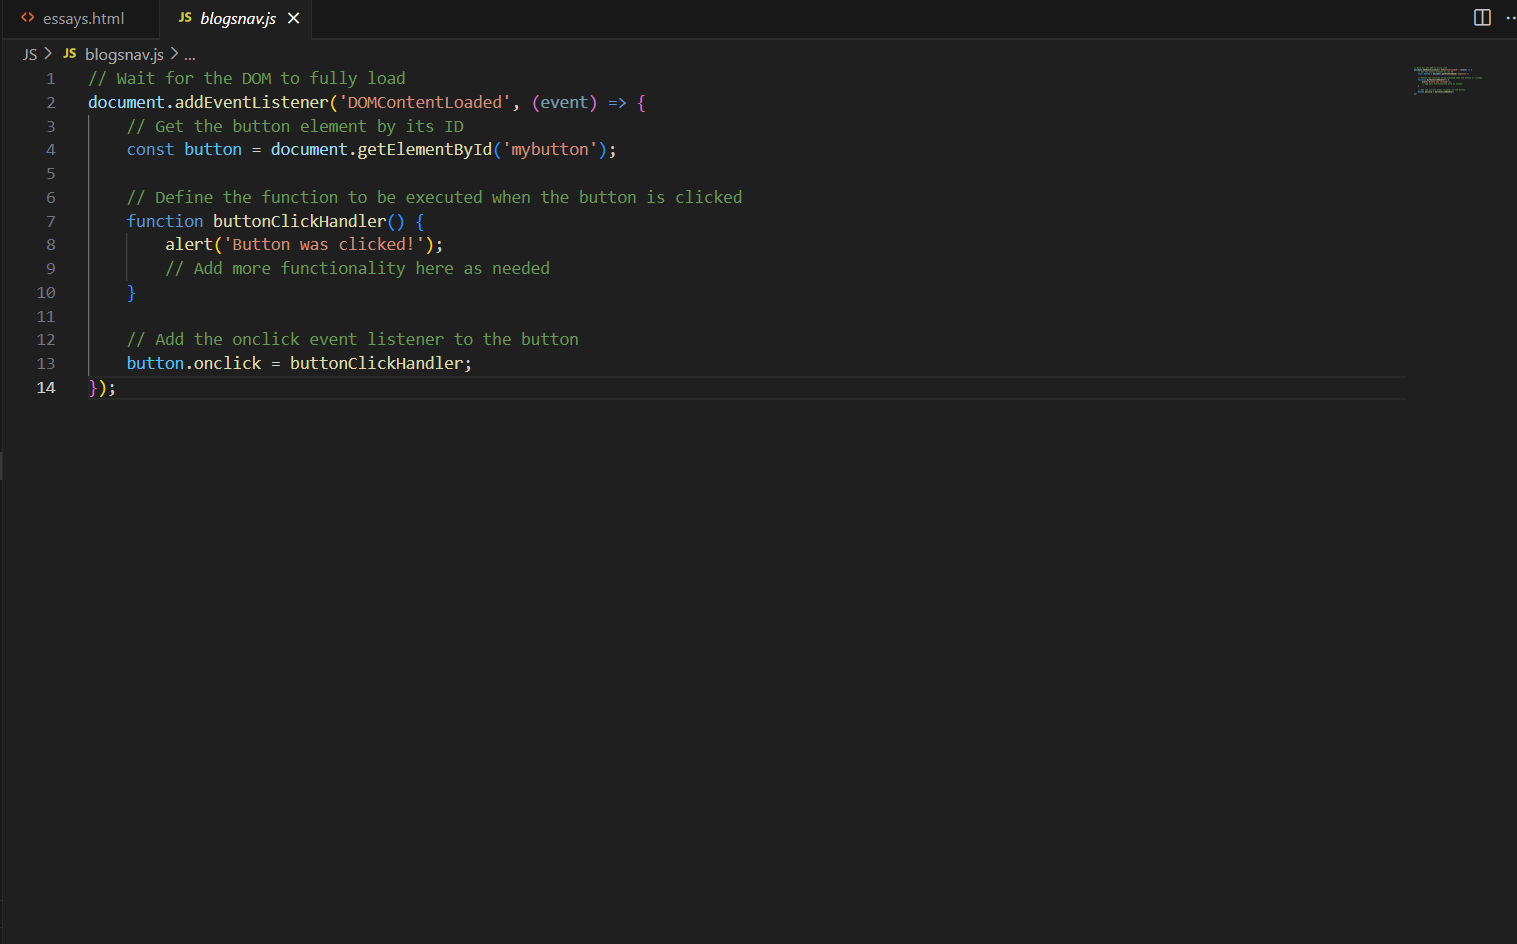 essays.html
JS blogsnav.js
JS > JS blogsnav.js > ...
1 // Wait for the DOM to fully load
2 document.addEventListener('DOMContentLoaded', (event) => {
3 // Get the button element by its ID
4 const button = document.getElementById('mybutton');
5
6 // Define the function to be executed when the button is clicked
7 function buttonClickHandler() {
8 alert('Button was clicked!');
9 // Add more functionality here as needed
10 }
11
12 // Add the onclick event listener to the button
13 button.onclick = buttonClickHandler;
14 });